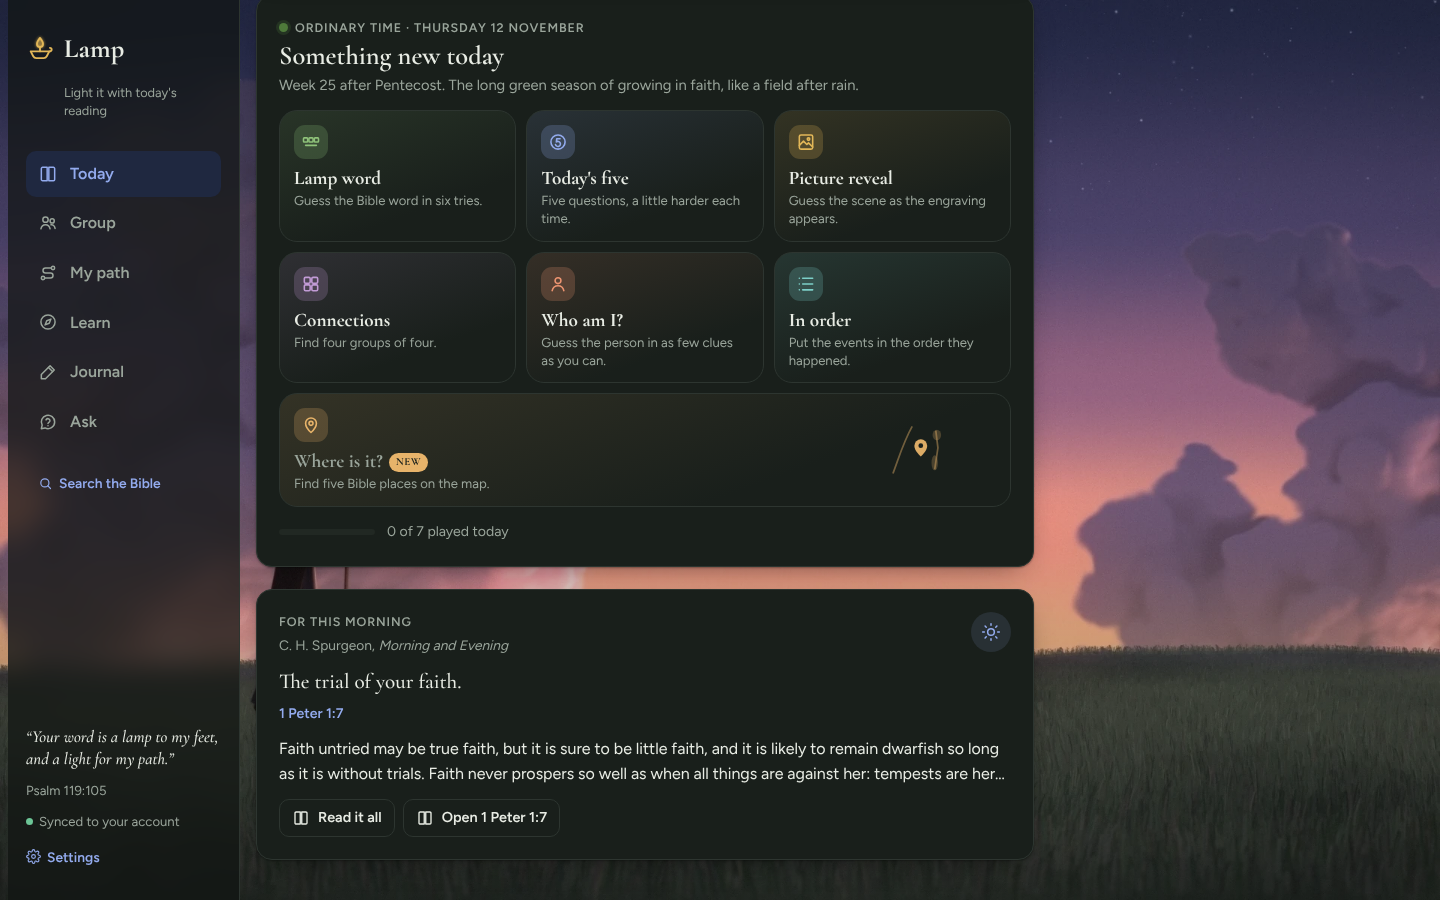 Lamp
Light it with today's
reading
Today
Group
My path
Learn
Journal
Ask
Search the Bible
“Your word is a lamp to my feet,
and a light for my path.”
Psalm 119:105
Synced to your account
Settings
ORDINARY TIME · THURSDAY 12 NOVEMBER
Something new today
Week 25 after Pentecost. The long green season of growing in faith, like a field after rain.
Lamp word
Guess the Bible word in six tries.
5
Today's five
Five questions, a little harder each
time.
Picture reveal
Guess the scene as the engraving
appears.
Connections
Find four groups of four.
Who am I?
Guess the person in as few clues
as you can.
In order
Put the events in the order they
happened.
Where is it? NEW
Find five Bible places on the map.
0 of 7 played today
FOR THIS MORNING
C. H. Spurgeon, Morning and Evening
The trial of your faith.
1 Peter 1:7
Faith untried may be true faith, but it is sure to be little faith, and it is likely to remain dwarfish so long
as it is without trials. Faith never prospers so well as when all things are against her: tempests are her…
Read it all
Open 1 Peter 1:7